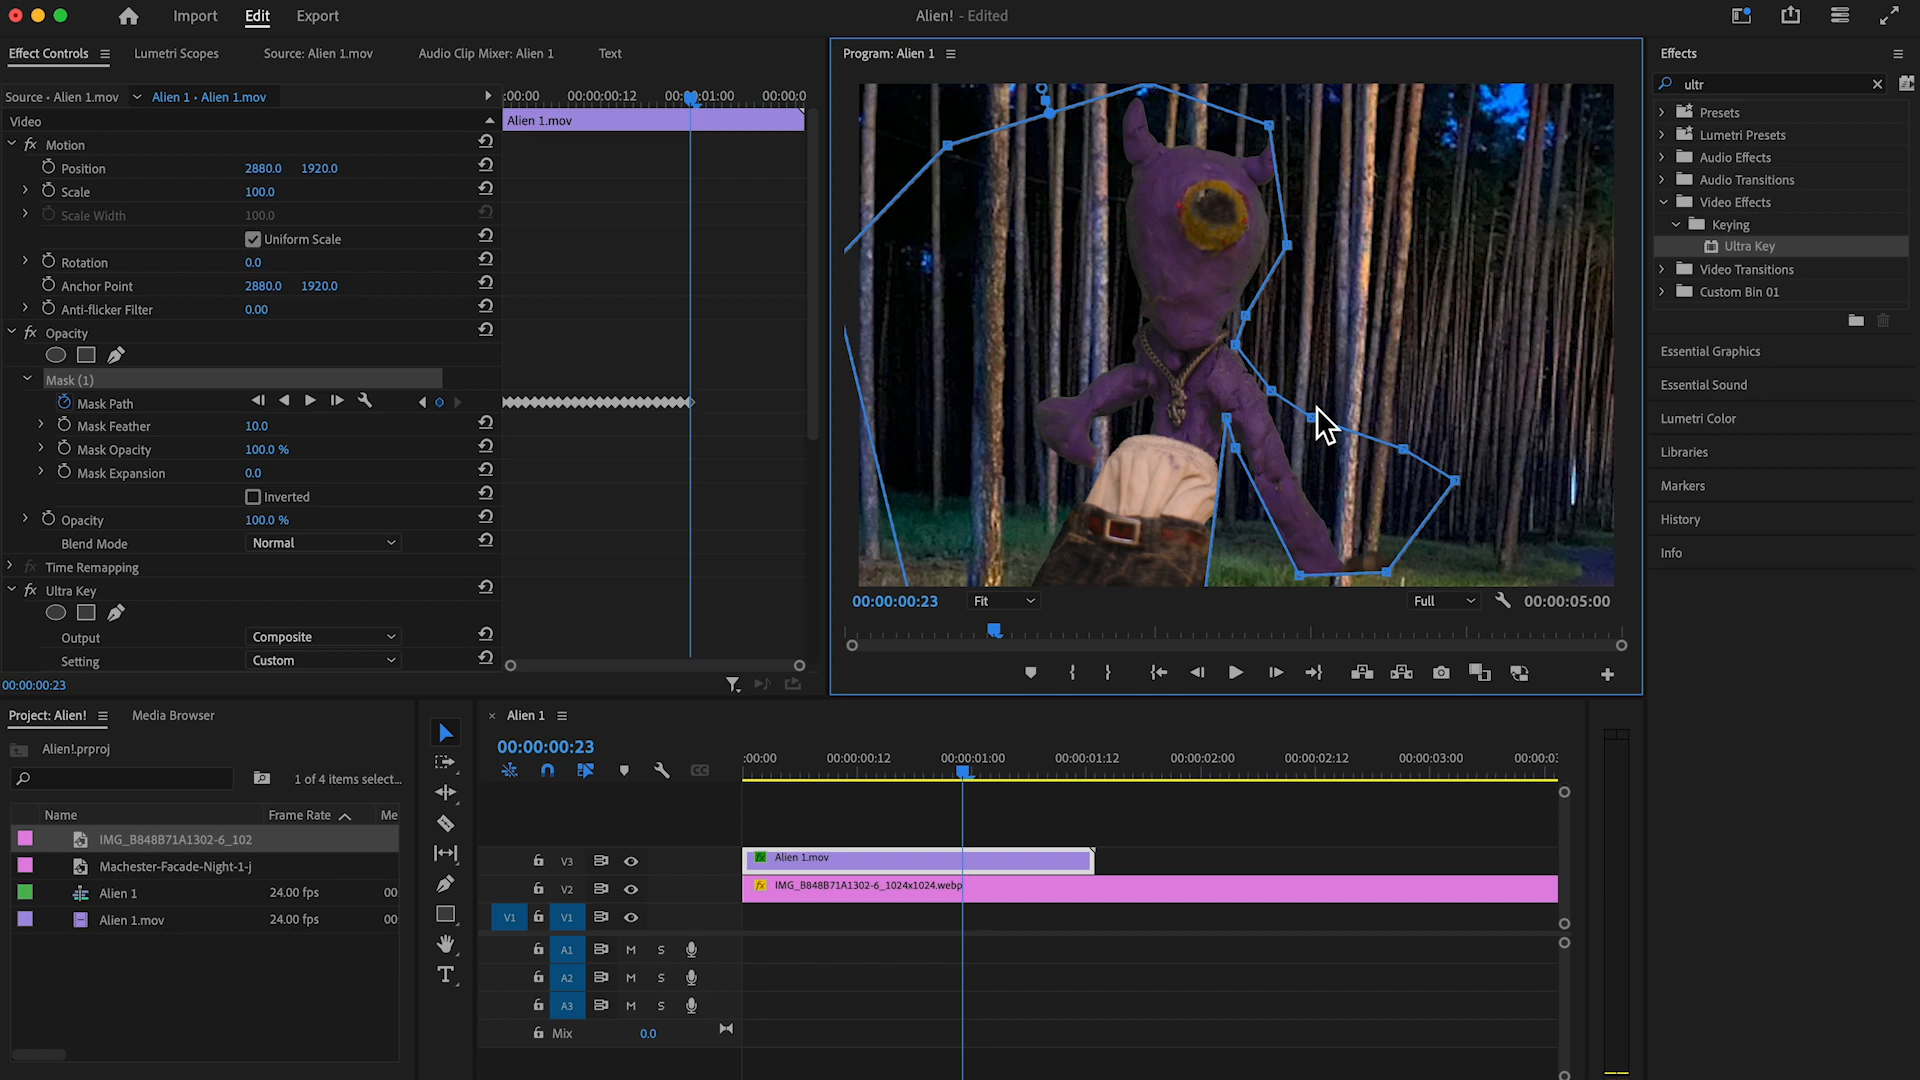 Import Edit Export
Alien! - Edited
Effect Controls Lumetri Scopes Source: Alien 1.mov Audio Clip Mixer: Alien 1 Text
Source • Alien 1.mov Alien 1 • Alien 1.mov
:00:00 00:00:00:12 00:00:01:00 00:00:0
Video
Alien 1.mov
fx Motion
Position 2880.0 1920.0
Scale 100.0
Scale Width 100.0
Uniform Scale
Rotation 0.0
Anchor Point 2880.0 1920.0
Anti-flicker Filter 0.00
fx Opacity
Mask (1)
Mask Path
Mask Feather 10.0
Mask Opacity 100.0 %
Mask Expansion 0.0
Inverted
Opacity 100.0 %
Blend Mode Normal
fx Time Remapping
fx Ultra Key
Output Composite
Setting Custom
00:00:00:23
Program: Alien 1
00:00:00:23 Fit Full 00:00:05:00
Effects
ultr
Presets
Lumetri Presets
Audio Effects
Audio Transitions
Video Effects
Keying
Ultra Key
Video Transitions
Custom Bin 01
Essential Graphics
Essential Sound
Lumetri Color
Libraries
Markers
History
Info
Project: Alien! Media Browser
Alien!.prproj
1 of 4 items select...
Name Frame Rate Me
IMG_B848B71A1302-6_102
Machester-Facade-Night-1-j
Alien 1 24.00 fps 00
Alien 1.mov 24.00 fps 00
× Alien 1
00:00:00:23
:00:00 00:00:00:12 00:00:01:00 00:00:01:12 00:00:02:00 00:00:02:12 00:00:03:00 00:00:03:
CC
V3 fx Alien 1.mov
V2 fx IMG_B848B71A1302-6_1024x1024.webp
V1 V1
A1 M S
A2 M S
A3 M S
Mix 0.0
T